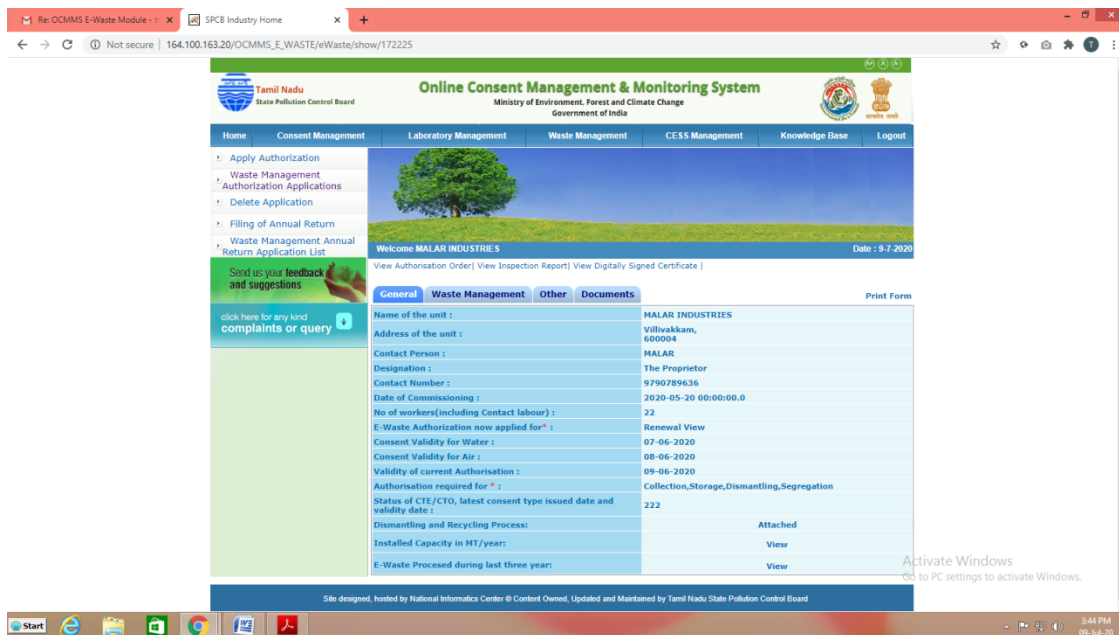 Re: OCMMS E-Waste Module - t
SPCB Industry Home
Not secure | 164.100.163.20/OCMMS_E_WASTE/eWaste/show/172225
T
A+ A A-
Tamil Nadu
State Pollution Control Board
Online Consent Management & Monitoring System
Ministry of Environment, Forest and Climate Change
Government of India
सत्यमेव जयते
Home Consent Management Laboratory Management Waste Management CESS Management Knowledge Base Logout
Apply Authorization
Waste Management
Authorization Applications
Delete Application
Filing of Annual Return
Waste Management Annual
Return Application List
Send us your feedback
and suggestions
click here for any kind
complaints or query
Welcome MALAR INDUSTRIES Date : 9-7-2020
View Authorisation Order| View Inspection Report| View Digitally Signed Certificate |
General Waste Management Other Documents Print Form
Name of the unit : MALAR INDUSTRIES
Address of the unit : Villivakkam,
600004
Contact Person : MALAR
Designation : The Proprietor
Contact Number : 9790789636
Date of Commissioning : 2020-05-20 00:00:00.0
No of workers(including Contact labour) : 22
E-Waste Authorization now applied for* : Renewal View
Consent Validity for Water : 07-06-2020
Consent Validity for Air : 08-06-2020
Validity of current Authorisation : 09-06-2020
Authorisation required for * : Collection,Storage,Dismantling,Segregation
Status of CTE/CTO, latest consent type issued date and
validity date : 222
Dismantling and Recycling Process: Attached
Installed Capacity in MT/year: View
E-Waste Procesed during last three year: View
Activate Windows
Go to PC settings to activate Windows.
Site designed, hosted by National Informatics Center © Content Owned, Updated and Maintained by Tamil Nadu State Pollution Control Board
Start
3:44 PM
09-Jul-20